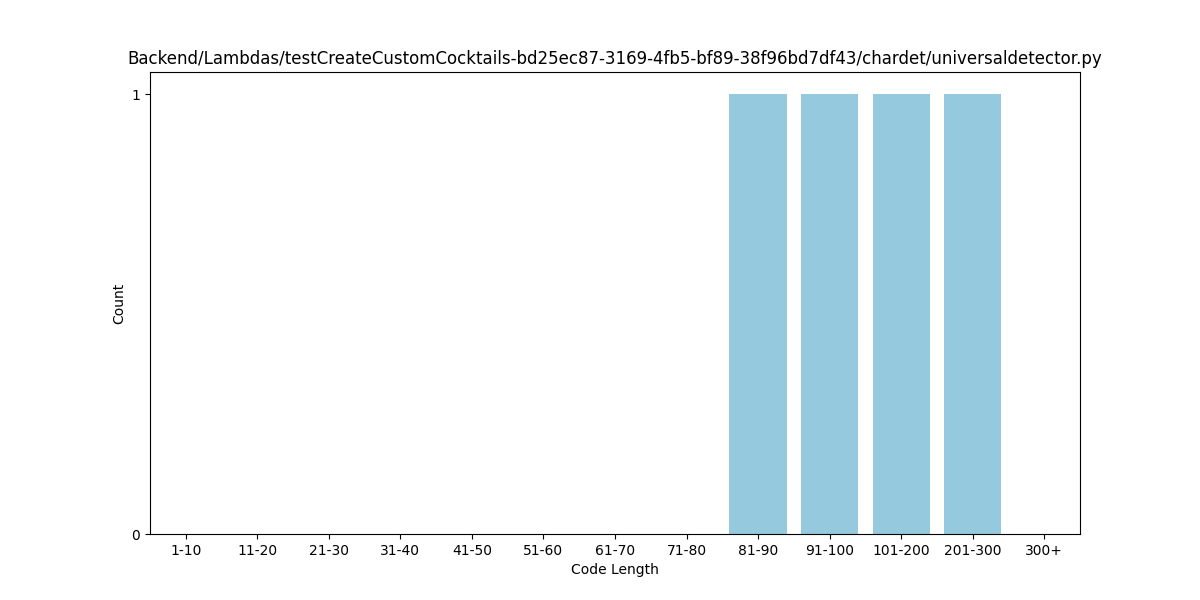 Backend/Lambdas/testCreateCustomCocktails-bd25ec87-3169-4fb5-bf89-38f96bd7df43/chardet/universaldetector.py
1
Count
0
1-10 11-20 21-30 31-40 41-50 51-60 61-70 71-80 81-90 91-100 101-200 201-300 300+
Code Length